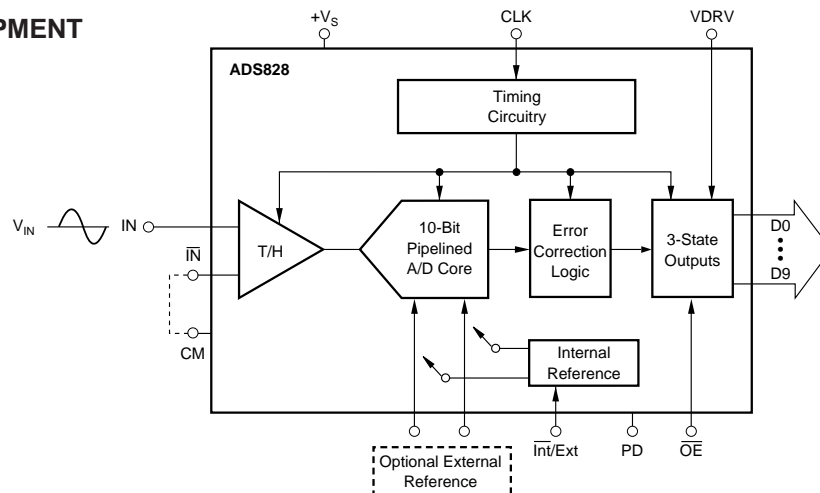 PMENT
+VS
CLK
VDRV
ADS828
Timing
Circuitry
VIN
IN
IN
CM
T/H
10-Bit
Pipelined
A/D Core
Error
Correction
Logic
3-State
Outputs
D0
D9
Internal
Reference
Optional External
Reference
Int/Ext
PD
OE